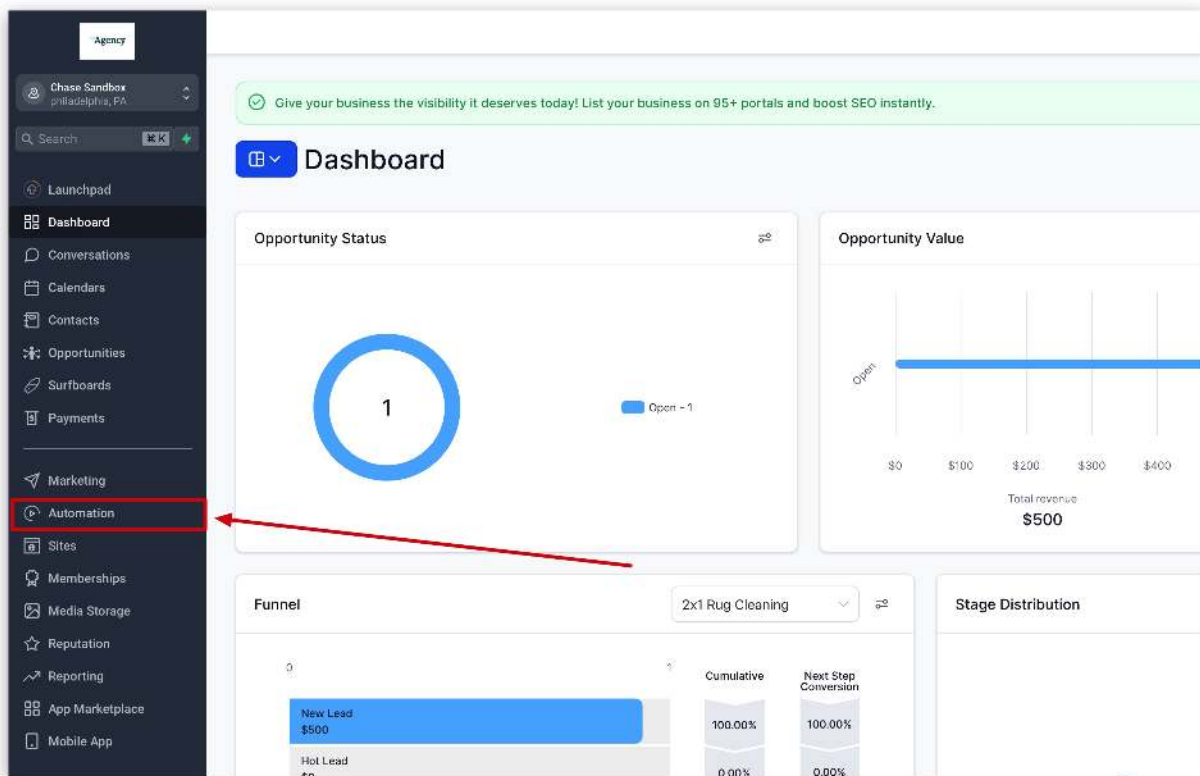 Agency
Chase Sandbox
philadelphia, PA
Search ⌘ K
Launchpad
Dashboard
Conversations
Calendars
Contacts
Opportunities
Surfboards
Payments
Marketing
Automation
Sites
Memberships
Media Storage
Reputation
Reporting
App Marketplace
Mobile App
Give your business the visibility it deserves today! List your business on 95+ portals and boost SEO instantly.
Dashboard
Opportunity Status
1
Open - 1
Opportunity Value
Open
$0 $100 $200 $300 $400
Total revenue
$500
Funnel
2x1 Rug Cleaning
0 1
Cumulative
Next Step
Conversion
New Lead
$500
100.00% 100.00%
Hot Lead
$0
0.00% 0.00%
Stage Distribution